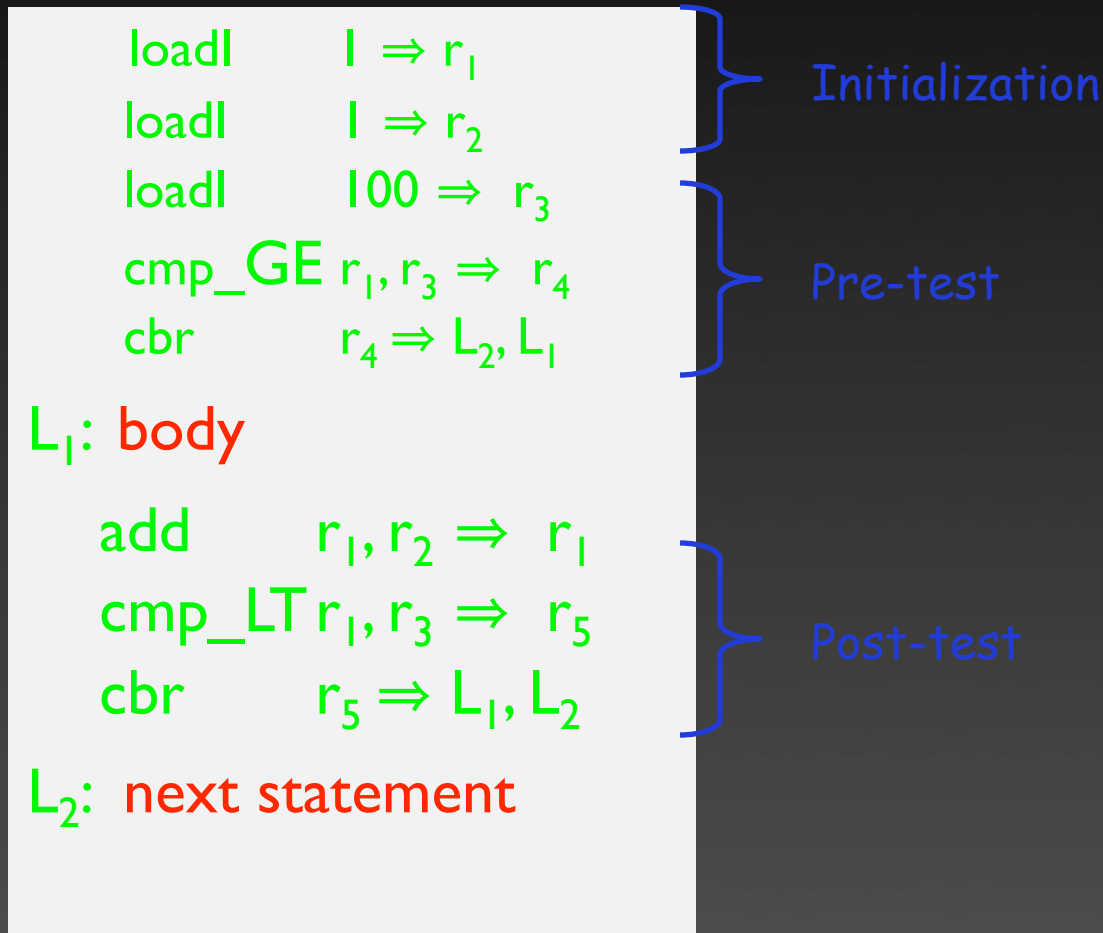 loadI 1 ⇒ r₁
loadI 1 ⇒ r₂
loadI 100 ⇒ r₃
cmp_GE r₁, r₃ ⇒ r₄
cbr r₄ ⇒ L₂, L₁
L₁: body
add r₁, r₂ ⇒ r₁
cmp_LT r₁, r₃ ⇒ r₅
cbr r₅ ⇒ L₁, L₂
L₂: next statement
Initialization
Pre-test
Post-test